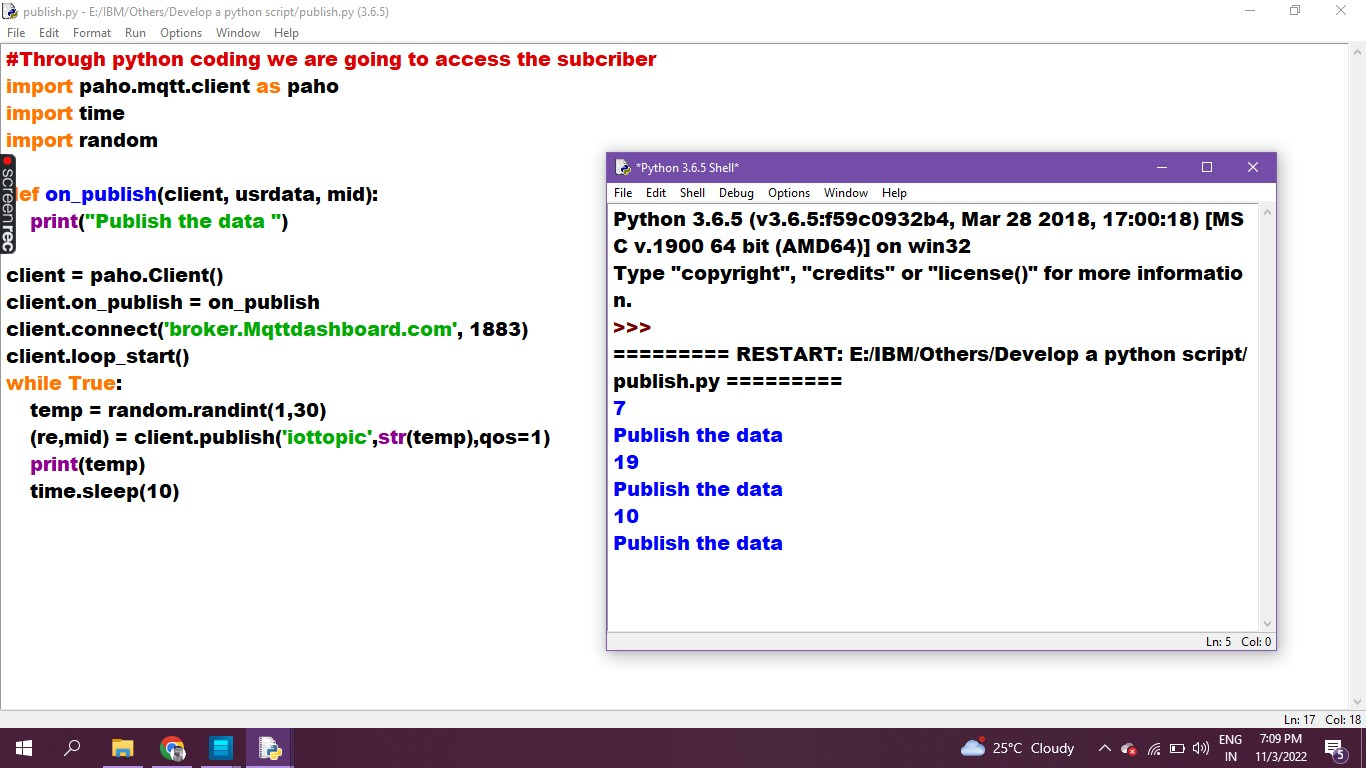 publish.py - E:/IBM/Others/Develop a python script/publish.py (3.6.5)
File Edit Format Run Options Window Help
#Through python coding we are going to access the subcriber
import paho.mqtt.client as paho
import time
import random
ef on_publish(client, usrdata, mid):
print("Publish the data ")
client = paho.Client()
client.on_publish = on_publish
client.connect('broker.Mqttdashboard.com', 1883)
client.loop_start()
while True:
temp = random.randint(1,30)
(re,mid) = client.publish('iottopic',str(temp),qos=1)
print(temp)
time.sleep(10)
screenrec
*Python 3.6.5 Shell*
File Edit Shell Debug Options Window Help
Python 3.6.5 (v3.6.5:f59c0932b4, Mar 28 2018, 17:00:18) [MS
C v.1900 64 bit (AMD64)] on win32
Type "copyright", "credits" or "license()" for more informatio
n.
>>>
========= RESTART: E:/IBM/Others/Develop a python script/
publish.py =========
7
Publish the data
19
Publish the data
10
Publish the data
Ln: 5 Col: 0
Ln: 17 Col: 18
25°C Cloudy
ENG
IN
7:09 PM
11/3/2022
5